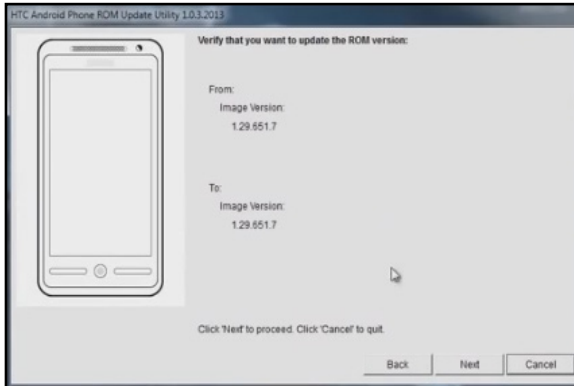 HTC Android Phone ROM Update Utility 1.0.3.2013
Verify that you want to update the ROM version:
From:
Image Version:
1.29.651.7
To:
Image Version:
1.29.651.7
Click 'Next' to proceed. Click 'Cancel' to quit.
Back
Next
Cancel